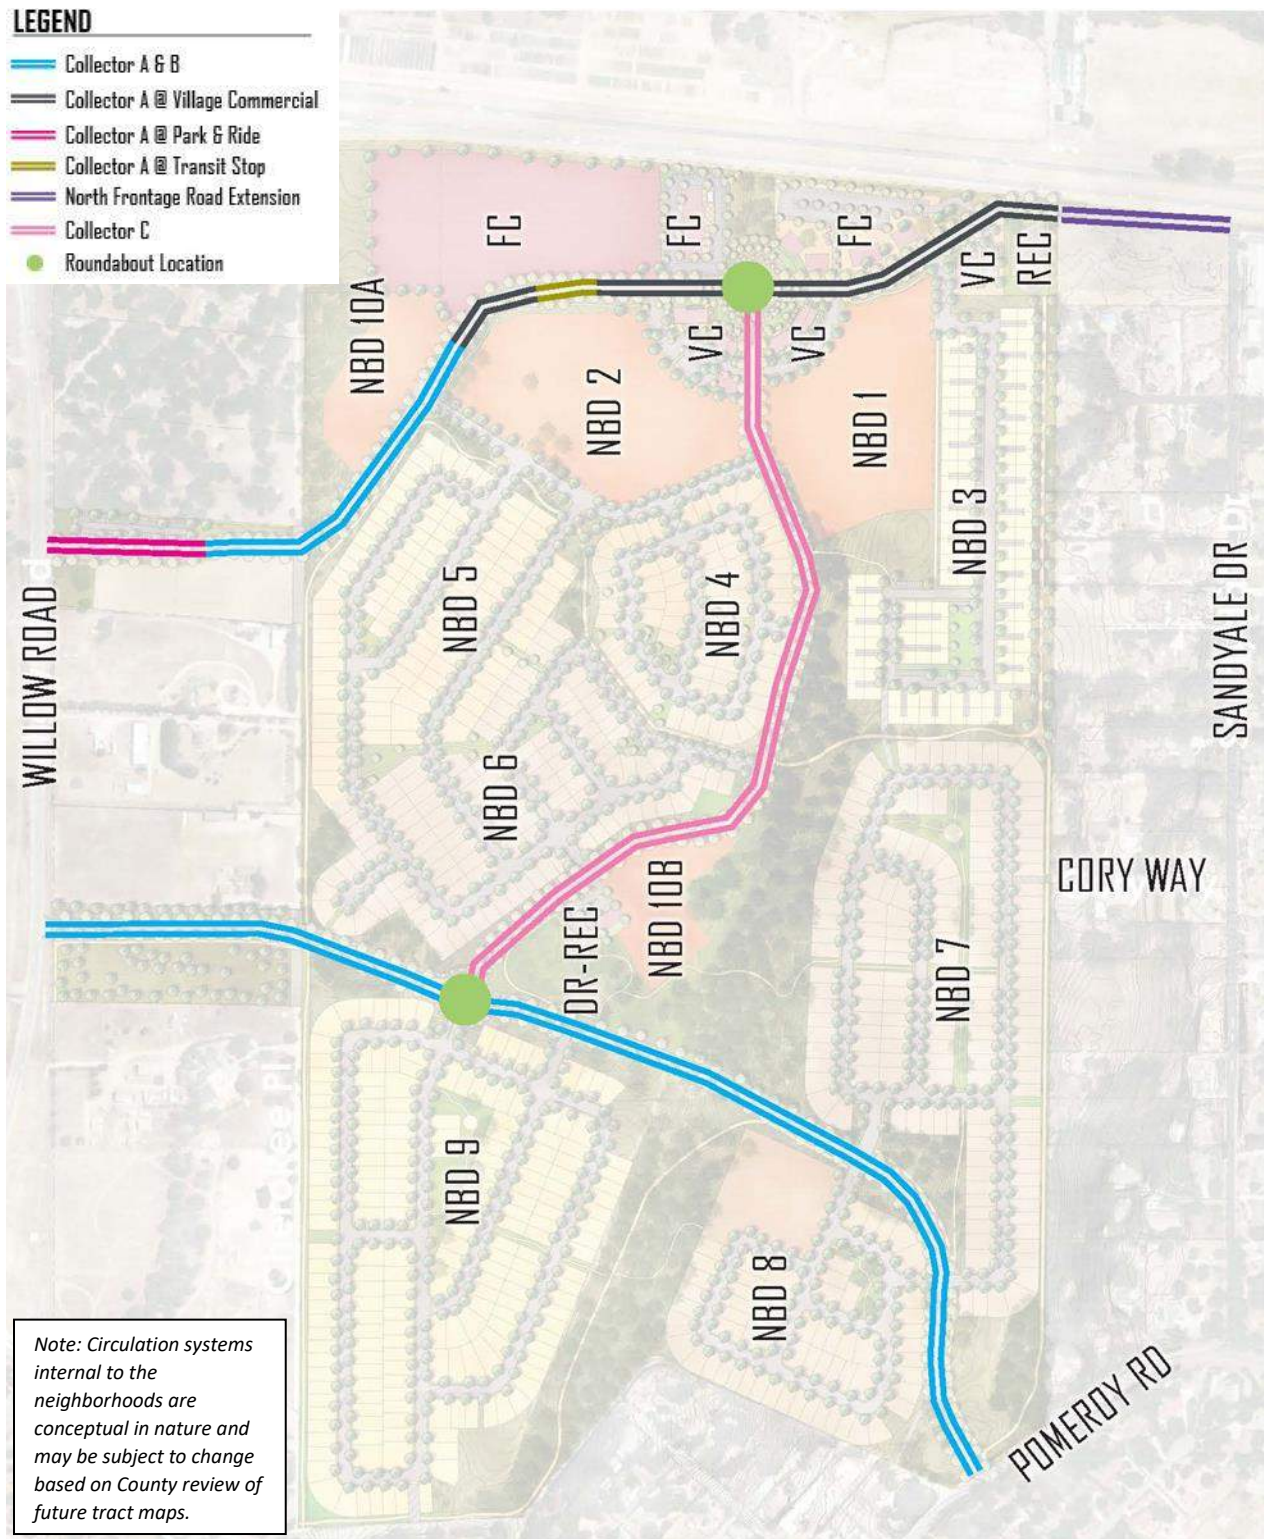 LEGEND
Collector A & B
Collector A @ Village Commercial
Collector A @ Park & Ride
Collector A @ Transit Stop
North Frontage Road Extension
Collector C
Roundabout Location
FC
FC
FC
VC
REC
NBD 10A
VC
VC
NBD 2
NBD 1
NBD 3
NBD 5
NBD 4
WILLOW ROAD
SANDYALE DR
NBD 6
CORY WAY
NBD 10B
DR-REC
NBD 7
NBD 9
NBD 8
POMEROY RD
Note: Circulation systems
internal to the
neighborhoods are
conceptual in nature and
may be subject to change
based on County review of
future tract maps.